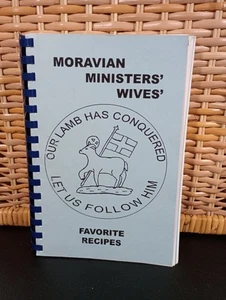 MORAVIAN
MINISTERS'
WIVES'
OUR LAMB HAS CONQUERED
LET US FOLLOW HIM
FAVORITE
RECIPES